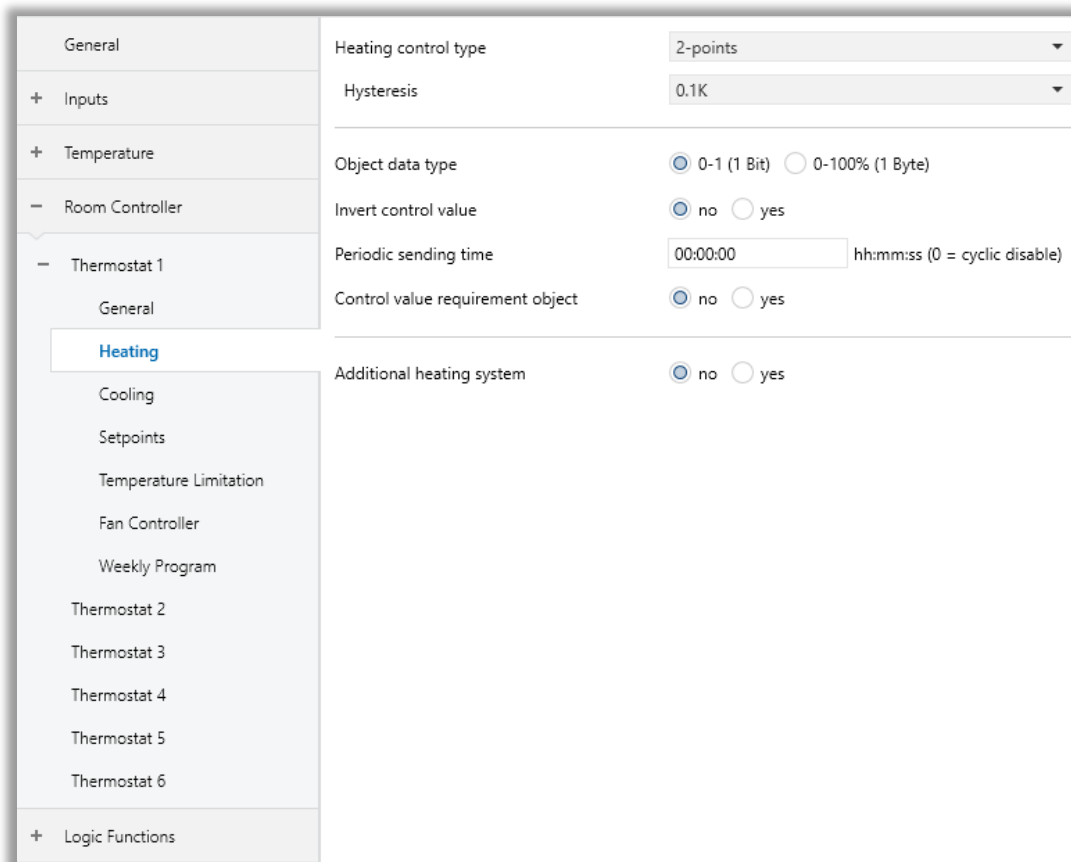 General
+ Inputs
+ Temperature
− Room Controller
− Thermostat 1
General
Heating
Cooling
Setpoints
Temperature Limitation
Fan Controller
Weekly Program
Thermostat 2
Thermostat 3
Thermostat 4
Thermostat 5
Thermostat 6
+ Logic Functions
Heating control type 2-points
Hysteresis 0.1K
Object data type 0-1 (1 Bit) 0-100% (1 Byte)
Invert control value no yes
Periodic sending time 00:00:00 hh:mm:ss (0 = cyclic disable)
Control value requirement object no yes
Additional heating system no yes